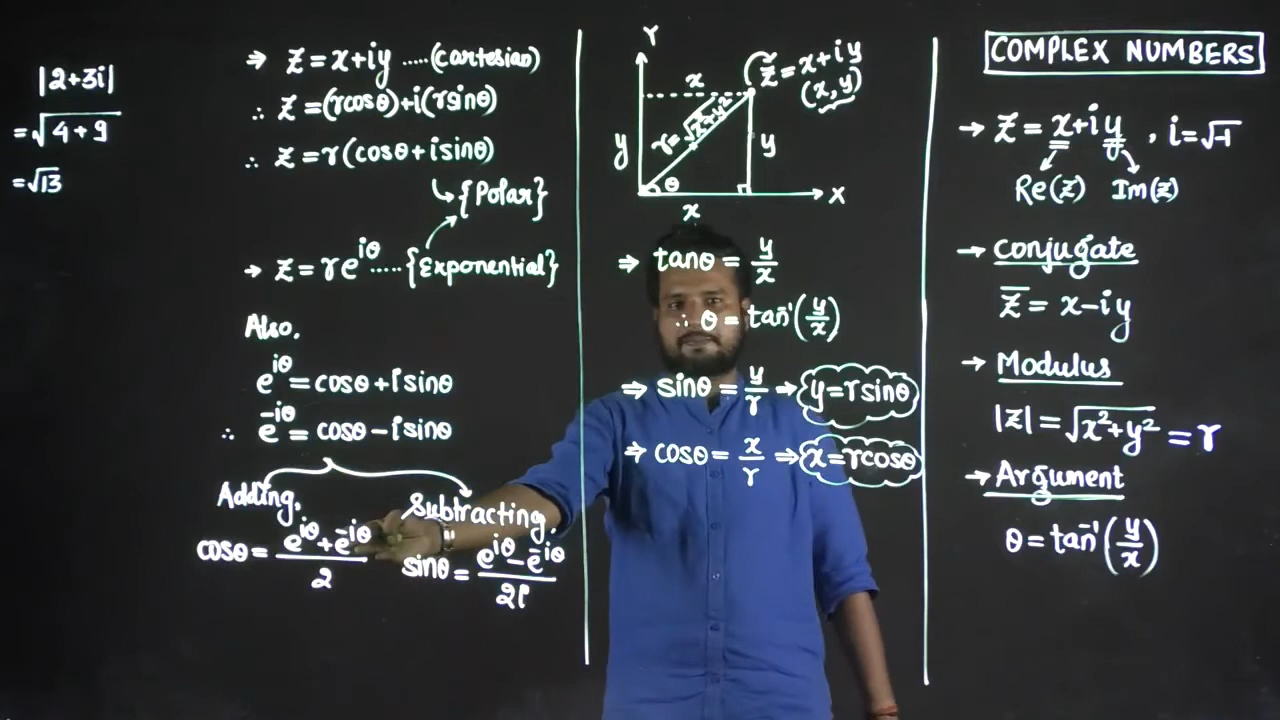 |2+3i|
=√4+9
=√13
⇒ z=x+iy .....(cartesian)
∴ z=(rcosθ)+i(rsinθ)
∴ z=r(cosθ+isinθ)
↳{Polar}
→ z=re^iθ.....{Exponential}
Also,
e^iθ=cosθ+isinθ
∴ e^-iθ=cosθ-isinθ
Adding,
cosθ=(e^iθ+e^-iθ)/2
Subtracting,
sinθ=(e^iθ-e^-iθ)/2i
Y
x
z=x+iy
(x,y)
r=√x²+y²
y
y
θ
X
x
⇒ tanθ=y/x
∴ θ=tan⁻¹(y/x)
⇒ sinθ=y/r ⇒ y=rsinθ
⇒ cosθ=x/r ⇒ x=rcosθ
COMPLEX NUMBERS
→ z=x+iy , i=√-1
Re(z) Im(z)
→ conjugate
z̅=x-iy
→ Modulus
|z|=√x²+y²=r
→ Argument
θ=tan⁻¹(y/x)